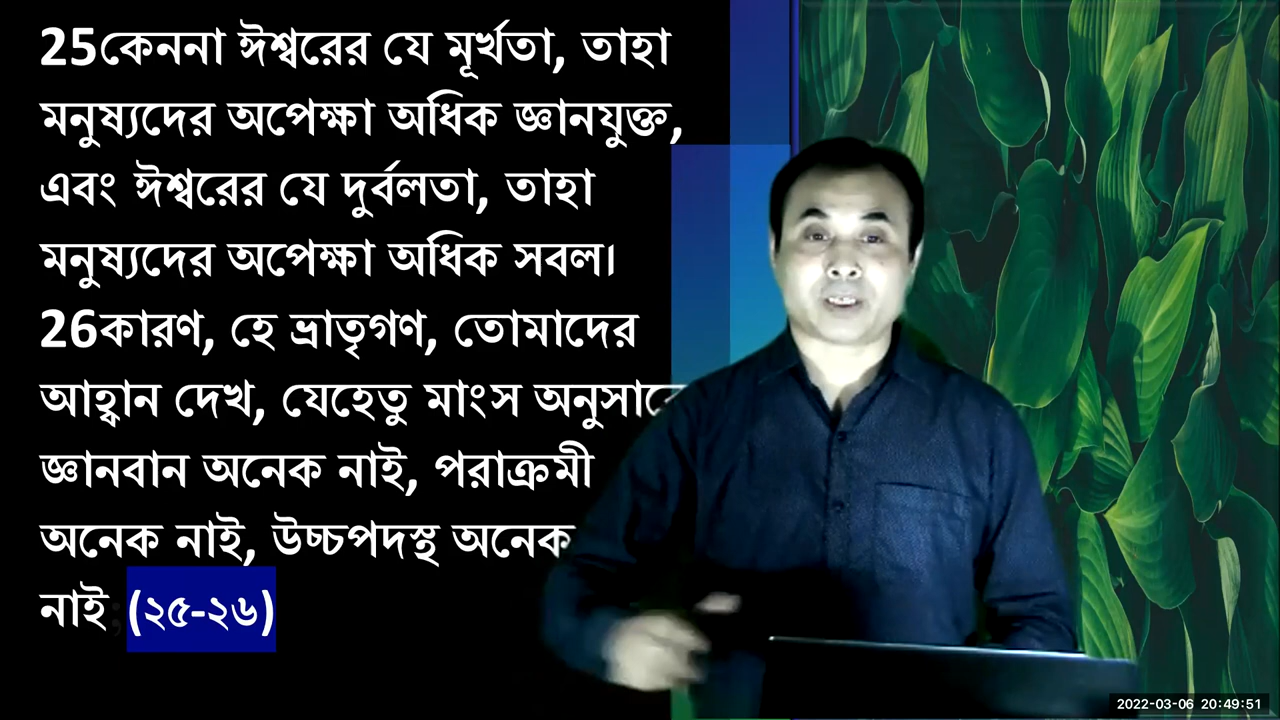 25কেননা ঈশ্বরের যে মূর্খতা, তাহা
মনুষ্যদের অপেক্ষা অধিক জ্ঞানযুক্ত,
এবং ঈশ্বরের যে দুর্বলতা, তাহা
মনুষ্যদের অপেক্ষা অধিক সবল।
26কারণ, হে ভ্রাতৃগণ, তোমাদের
আহ্বান দেখ, যেহেতু মাংস অনুসারে
জ্ঞানবান অনেক নাই, পরাক্রমী
অনেক নাই, উচ্চপদস্থ অনেক
নাই ; (২৫-২৬)
2022-03-06 20:49:51